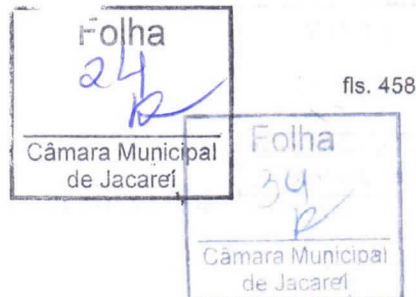 Folha
24
fls. 458
Câmara Municipal
de Jacareí
Folha
34
Câmara Municipal
de Jacareí